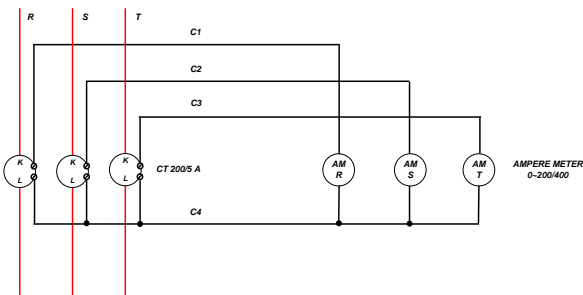 R S T
C1
C2
C3
K K K
CT 200/5 A
L L L
AM R
AM S
AM T
AMPERE METER
0~200/400
C4